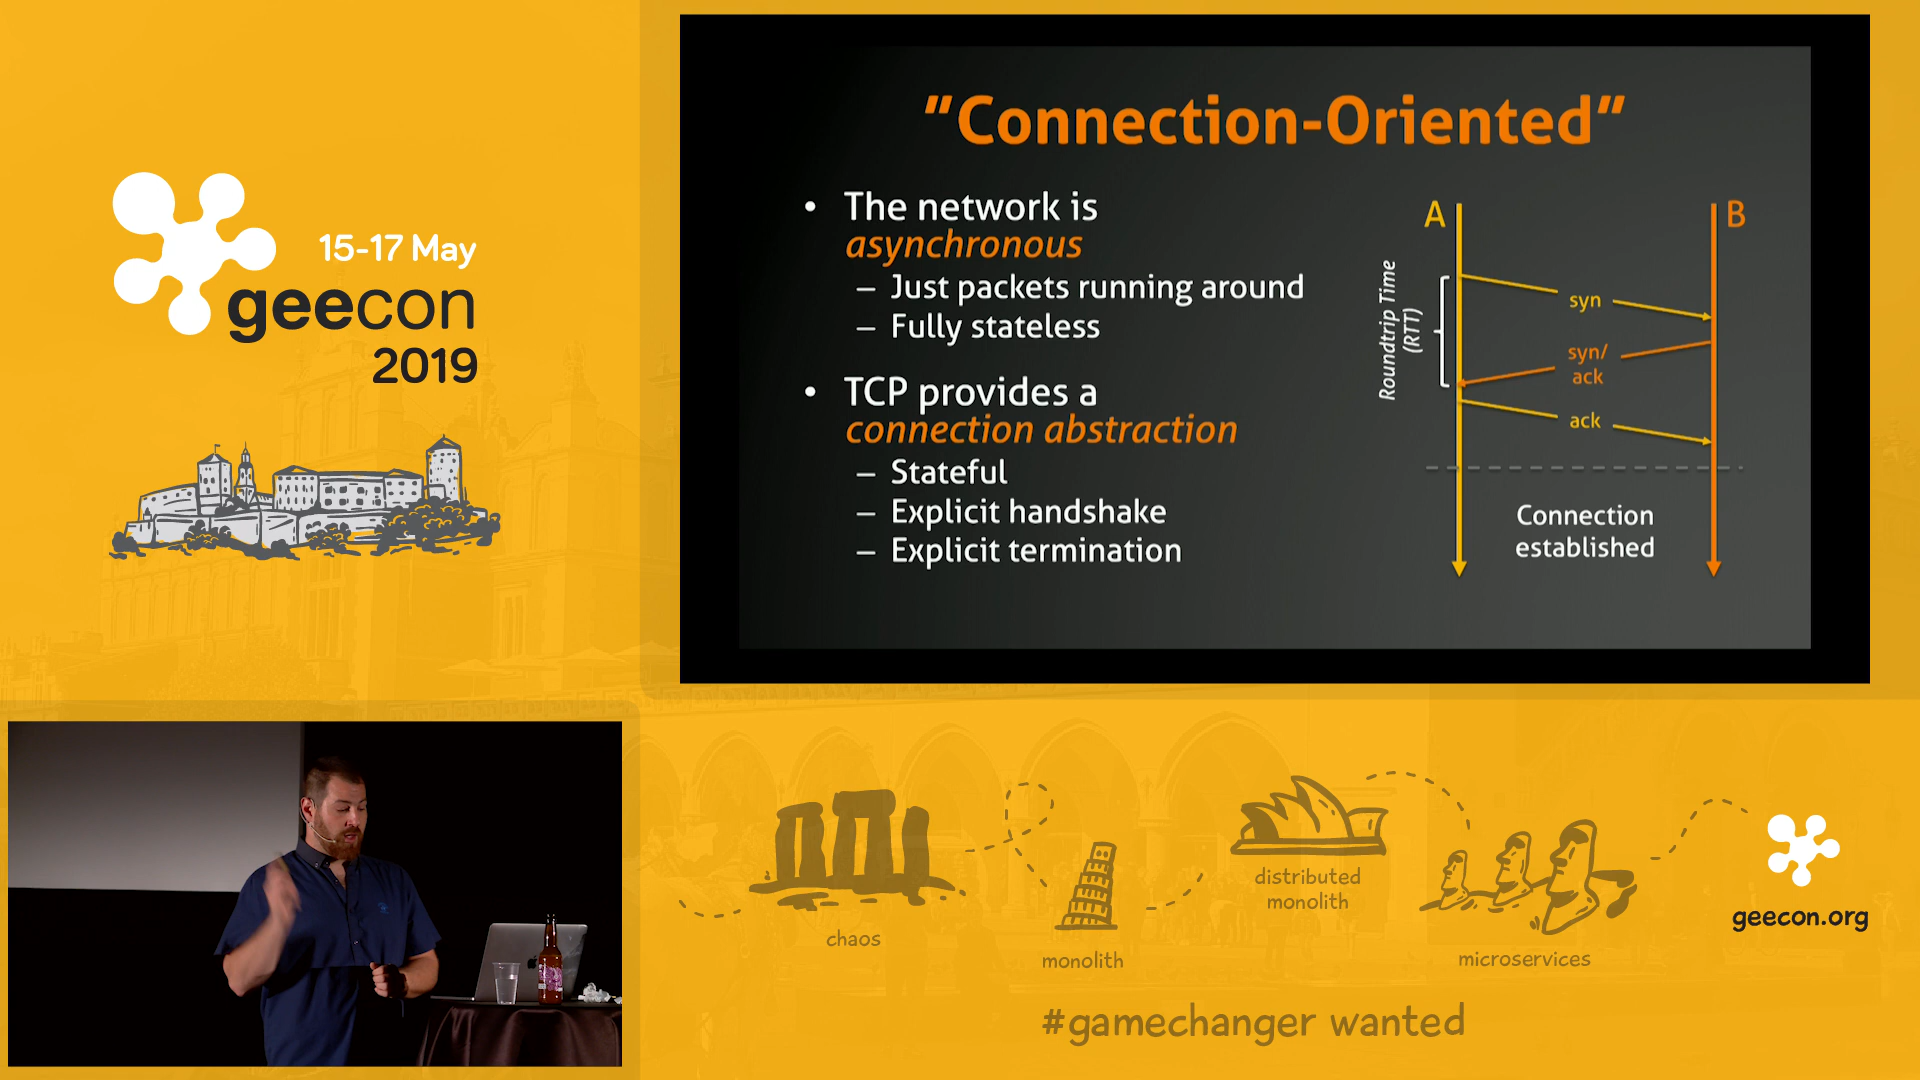 15-17 May
geecon
2019
"Connection-Oriented"
• The network is
asynchronous
– Just packets running around
– Fully stateless
• TCP provides a
connection abstraction
– Stateful
– Explicit handshake
– Explicit termination
A
B
Roundtrip Time
(RTT)
syn
syn/
ack
ack
Connection
established
chaos
monolith
distributed
monolith
microservices
geecon.org
#gamechanger wanted